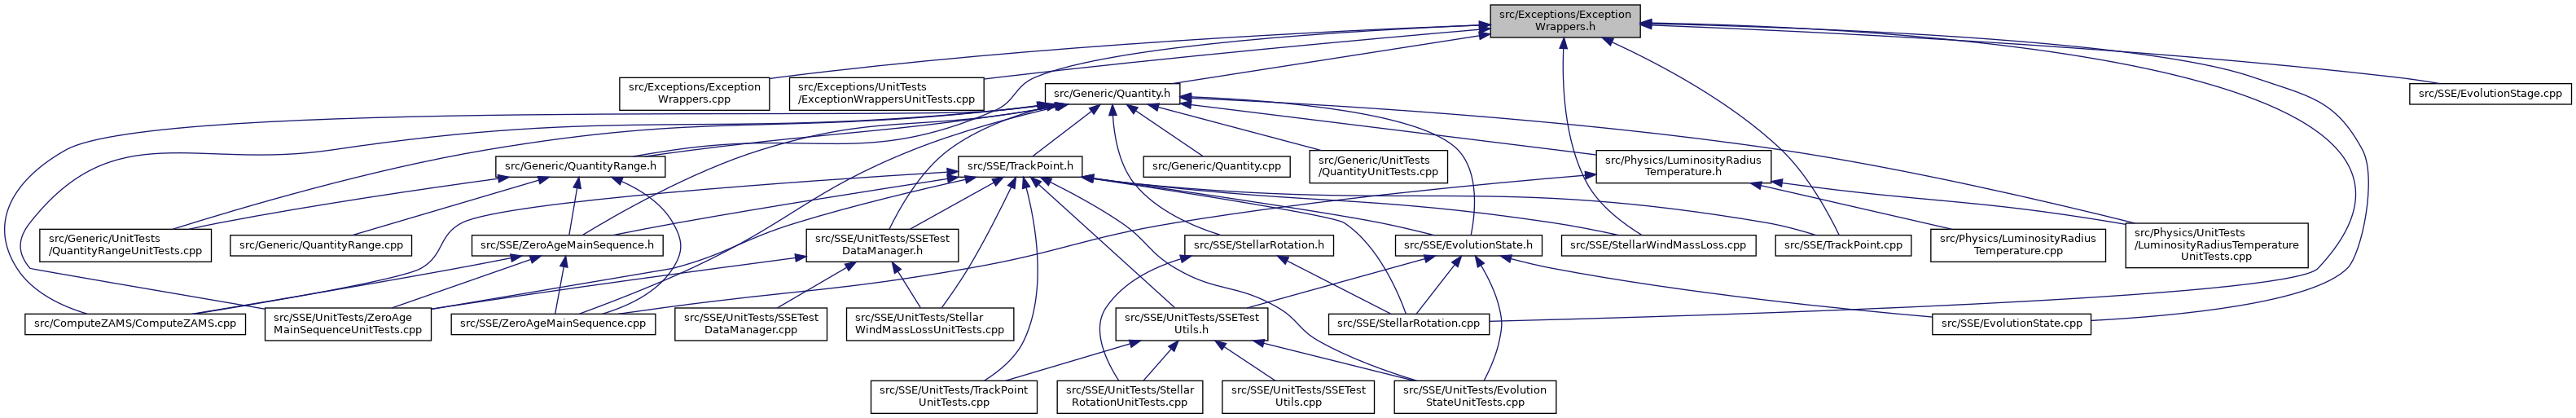 src/Exceptions/Exception
Wrappers.h
src/Exceptions/Exception
Wrappers.cpp
src/Exceptions/UnitTests
/ExceptionWrappersUnitTests.cpp
src/Generic/Quantity.h
src/SSE/EvolutionStage.cpp
src/Generic/QuantityRange.h
src/SSE/TrackPoint.h
src/Generic/Quantity.cpp
src/Generic/UnitTests
/QuantityUnitTests.cpp
src/Physics/LuminosityRadius
Temperature.h
src/Generic/UnitTests
/QuantityRangeUnitTests.cpp
src/Generic/QuantityRange.cpp
src/SSE/ZeroAgeMainSequence.h
src/SSE/UnitTests/SSETest
DataManager.h
src/SSE/StellarRotation.h
src/SSE/EvolutionState.h
src/SSE/StellarWindMassLoss.cpp
src/SSE/TrackPoint.cpp
src/Physics/LuminosityRadius
Temperature.cpp
src/Physics/UnitTests
/LuminosityRadiusTemperature
UnitTests.cpp
src/ComputeZAMS/ComputeZAMS.cpp
src/SSE/UnitTests/ZeroAge
MainSequenceUnitTests.cpp
src/SSE/ZeroAgeMainSequence.cpp
src/SSE/UnitTests/SSETest
DataManager.cpp
src/SSE/UnitTests/Stellar
WindMassLossUnitTests.cpp
src/SSE/UnitTests/SSETest
Utils.h
src/SSE/StellarRotation.cpp
src/SSE/EvolutionState.cpp
src/SSE/UnitTests/TrackPoint
UnitTests.cpp
src/SSE/UnitTests/Stellar
RotationUnitTests.cpp
src/SSE/UnitTests/SSETest
Utils.cpp
src/SSE/UnitTests/Evolution
StateUnitTests.cpp